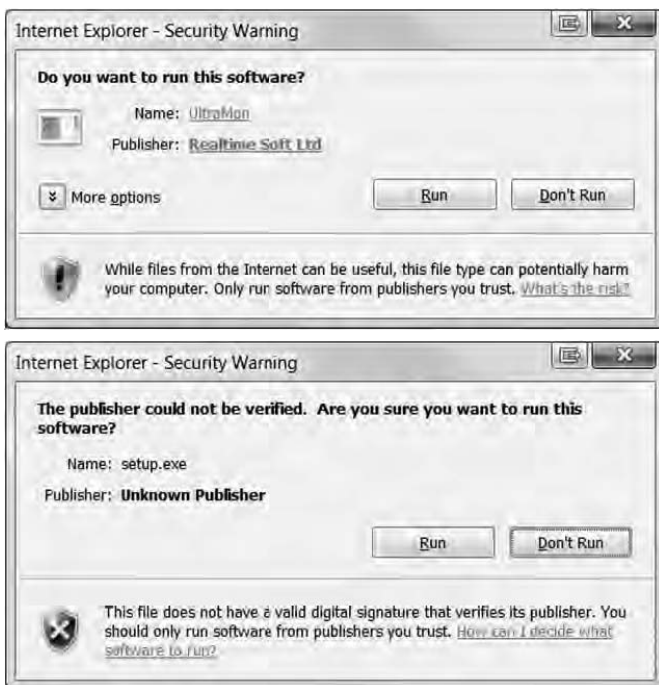 Internet Explorer - Security Warning
Do you want to run this software?
Name: UltraMon
Publisher: Realtime Soft Ltd
More options
Run
Don't Run
While files from the Internet can be useful, this file type can potentially harm
your computer. Only run software from publishers you trust. What's the risk?
Internet Explorer - Security Warning
The publisher could not be verified. Are you sure you want to run this
software?
Name: setup.exe
Publisher: Unknown Publisher
Run
Don't Run
This file does not have a valid digital signature that verifies its publisher. You
should only run software from publishers you trust. How can I decide what
software to run?